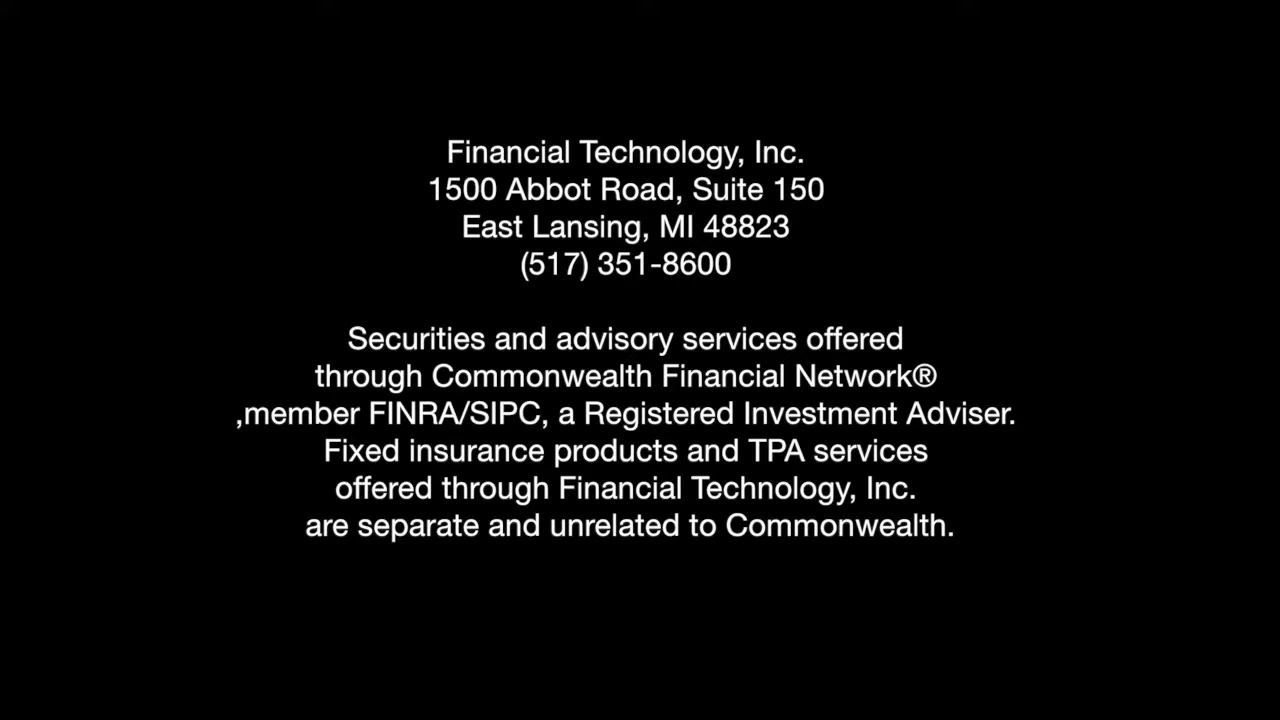 Financial Technology, Inc.
1500 Abbot Road, Suite 150
East Lansing, MI 48823
(517) 351-8600
Securities and advisory services offered
through Commonwealth Financial Network®
,member FINRA/SIPC, a Registered Investment Adviser.
Fixed insurance products and TPA services
offered through Financial Technology, Inc.
are separate and unrelated to Commonwealth.